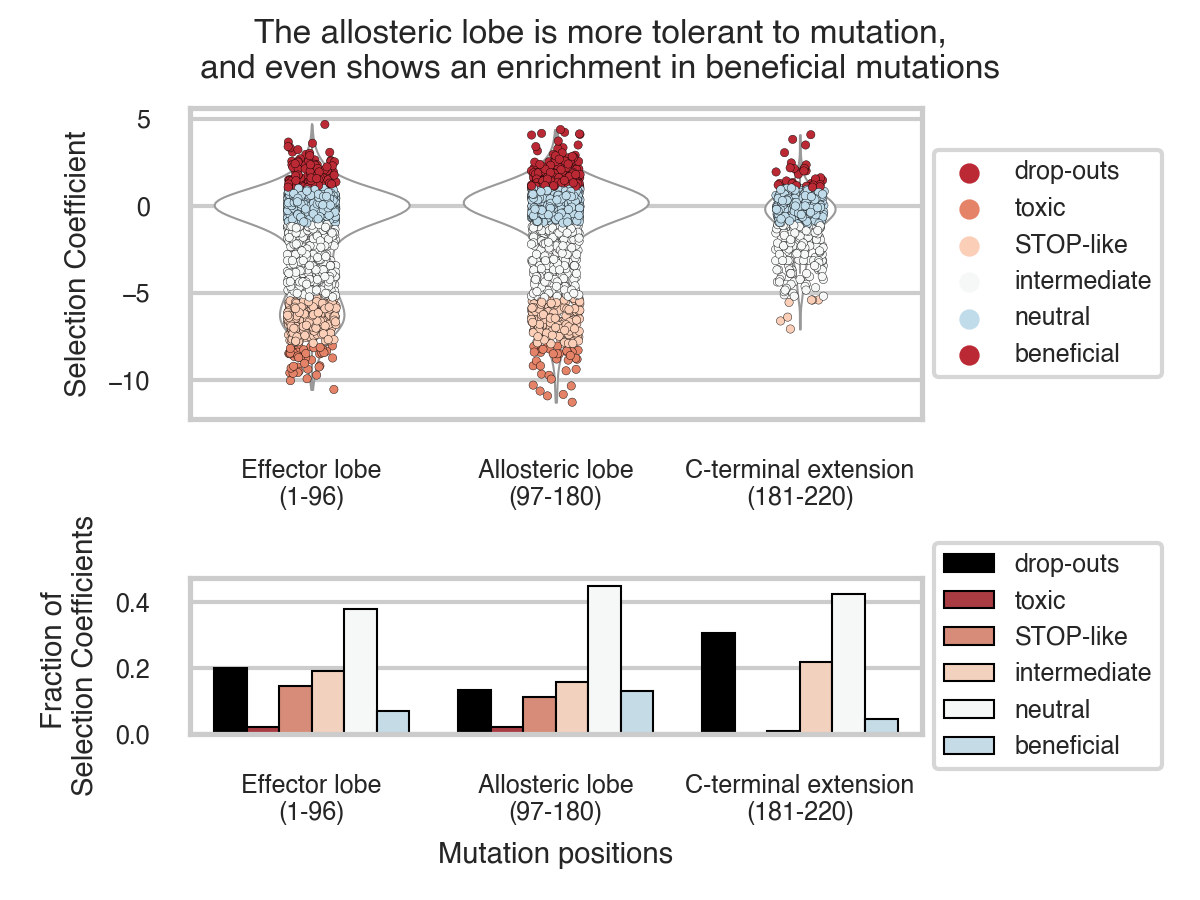 The allosteric lobe is more tolerant to mutation,
and even shows an enrichment in beneficial mutations
Selection Coefficient
5
0
−5
−10
Effector lobe
(1-96)
Allosteric lobe
(97-180)
C-terminal extension
(181-220)
drop-outs
toxic
STOP-like
intermediate
neutral
beneficial
Fraction of
Selection Coefficients
0.4
0.2
0.0
Effector lobe
(1-96)
Allosteric lobe
(97-180)
C-terminal extension
(181-220)
Mutation positions
drop-outs
toxic
STOP-like
intermediate
neutral
beneficial